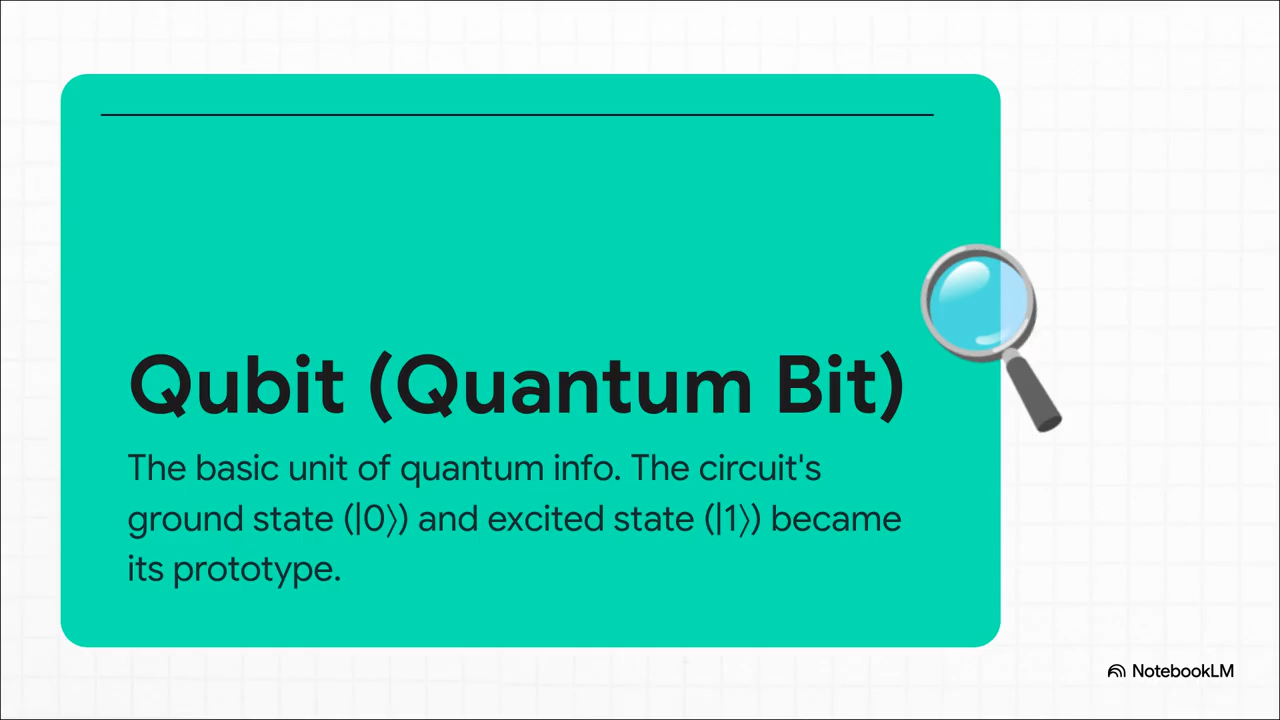 Qubit (Quantum Bit)
The basic unit of quantum info. The circuit's
ground state (|0⟩) and excited state (|1⟩) became
its prototype.
NotebookLM